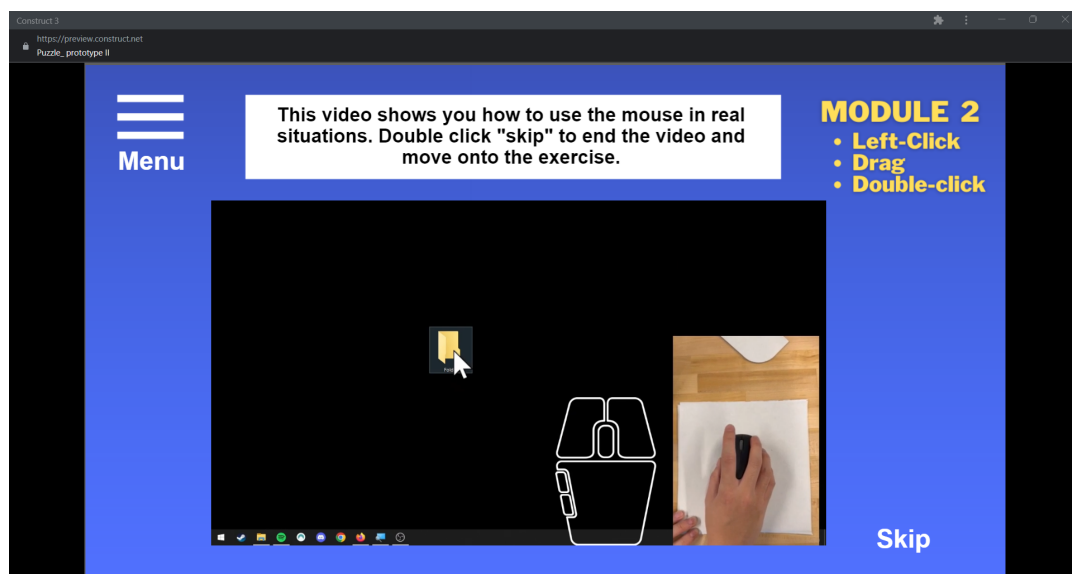 Construct 3
https://preview.construct.net
Puzzle_ prototype II
Menu
This video shows you how to use the mouse in real
situations. Double click "skip" to end the video and
move onto the exercise.
MODULE 2
• Left-Click
• Drag
• Double-click
Skip